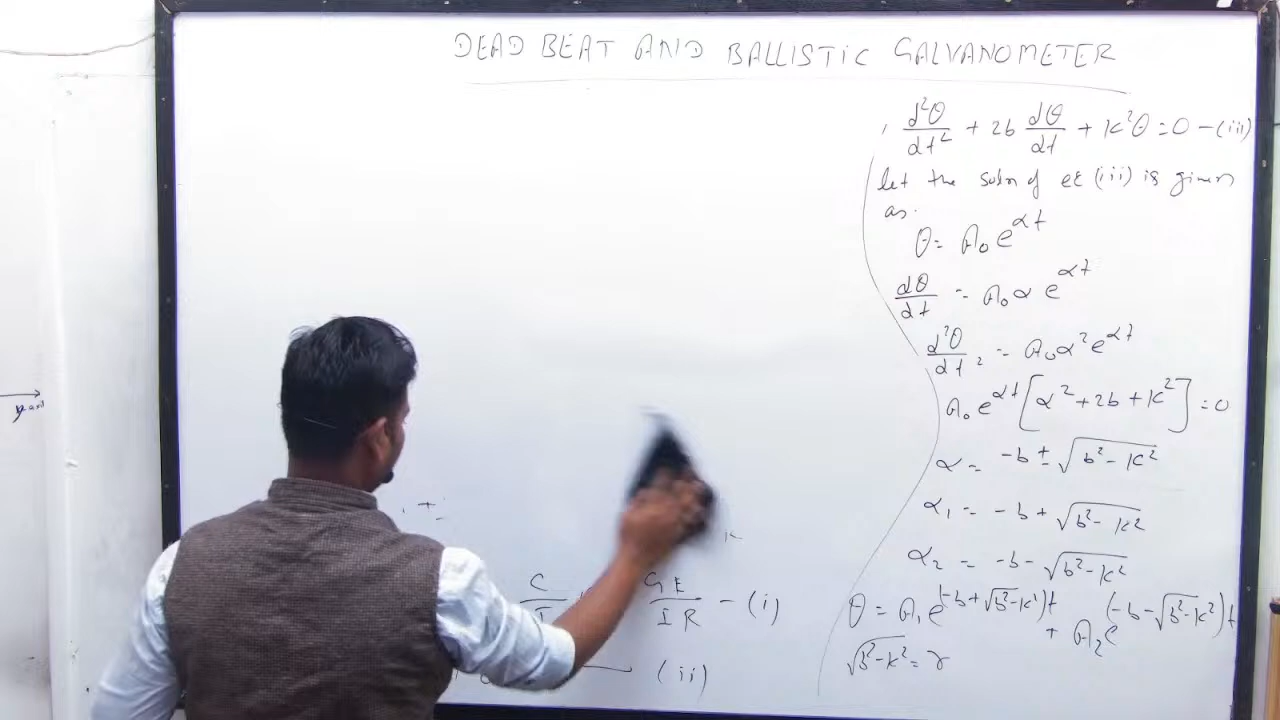 DEAD BEAT AND BALLISTIC GALVANOMETER
d²θ/dt² + 2b dθ/dt + K²θ = 0 - (iii)
let the soln of eq (iii) is given
as.
θ = A₀e^αt
dθ/dt = A₀αe^αt
d²θ/dt² = A₀α²e^αt
A₀e^αt[α² + 2b + K²] = 0
α = -b ± √(b² - K²)
α₁ = -b + √(b² - K²)
α₂ = -b - √(b² - K²)
θ = A₁e^(-b + √(b² - K²))t + A₂e^(-b - √(b² - K²))t
√(b² - K²) = r
C/I GE/IR - (i)
(ii)